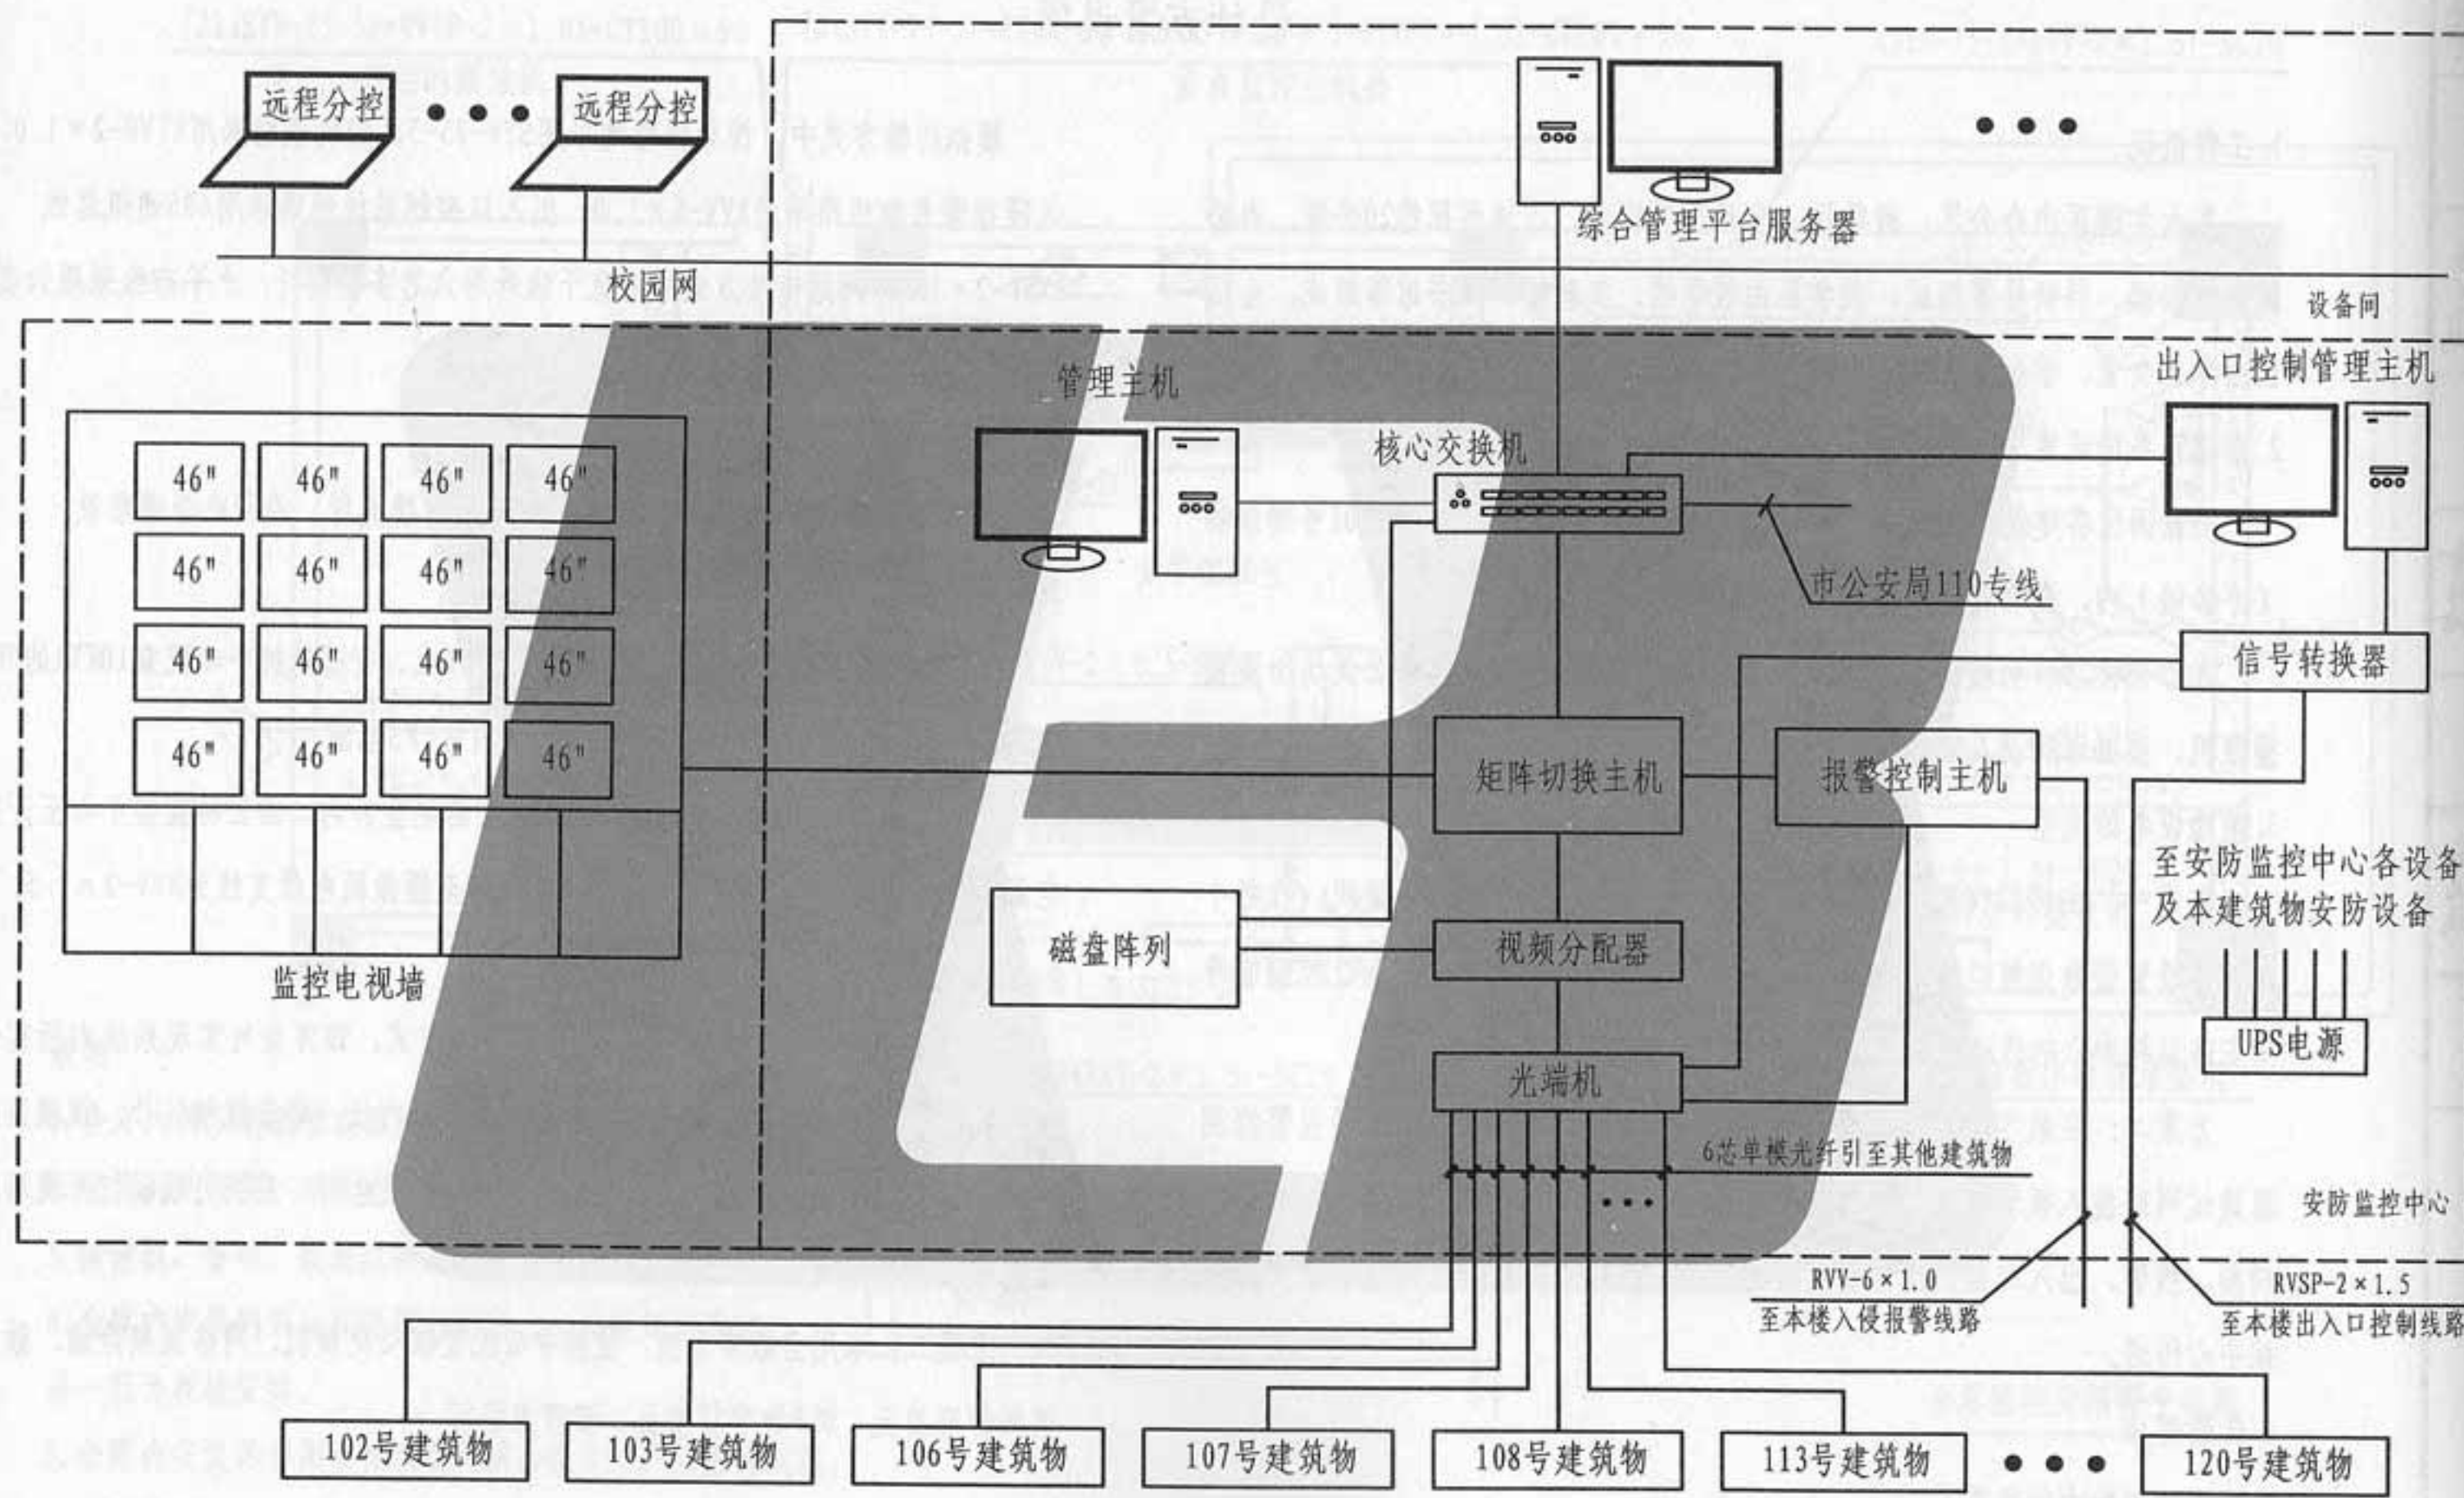 远程分控
远程分控
综合管理平台服务器
校园网
设备间
管理主机
出入口控制管理主机
核心交换机
46" 46" 46" 46"
46" 46" 46" 46"
46" 46" 46" 46"
46" 46" 46" 46"
市公安局110专线
信号转换器
矩阵切换主机
报警控制主机
至安防监控中心各设备
及本建筑物安防设备
磁盘阵列
视频分配器
监控电视墙
UPS电源
光端机
6芯单模光纤引至其他建筑物
安防监控中心
RVV-6×1.0
至本楼入侵报警线路
RVSP-2×1.5
至本楼出入口控制线路
102号建筑物
103号建筑物
106号建筑物
107号建筑物
108号建筑物
113号建筑物
120号建筑物